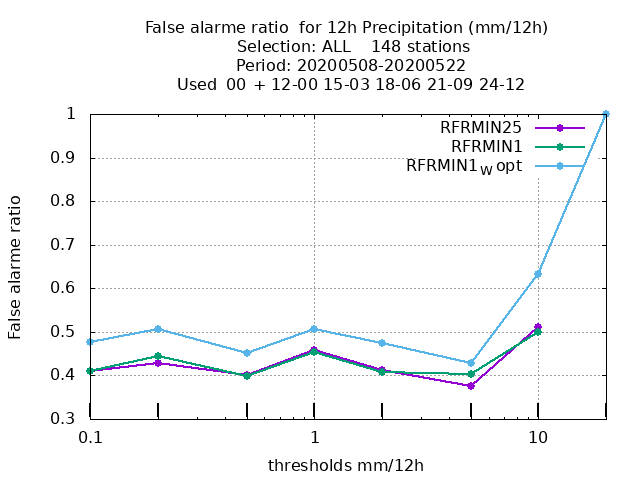 False alarme ratio  for 12h Precipitation (mm/12h)
Selection: ALL    148 stations
Period: 20200508-20200522
Used  00 + 12-00 15-03 18-06 21-09 24-12
RFRMIN25
RFRMIN1
RFRMIN1W opt
1
0.9
0.8
0.7
0.6
0.5
0.4
0.3
False alarme ratio
0.1
1
10
thresholds mm/12h